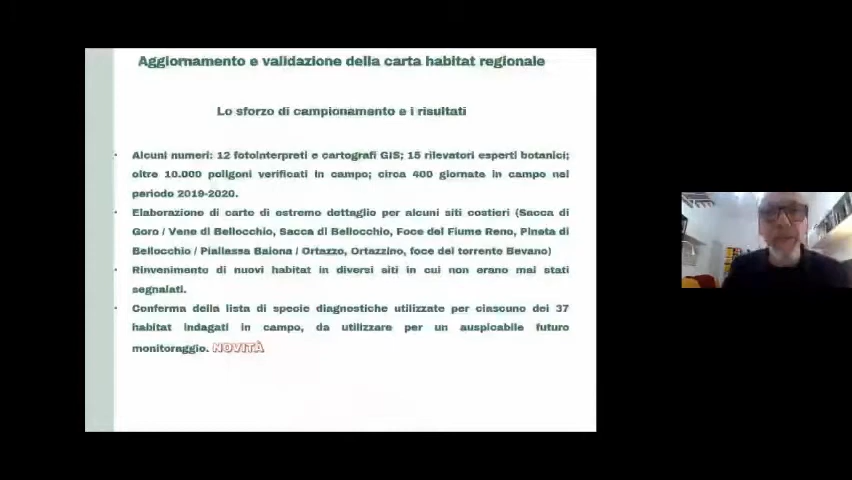 Aggiornamento e validazione della carta habitat regionale
Lo sforzo di campionamento e i risultati
• Alcuni numeri: 12 fotointerpreti e cartografi GIS; 15 rilevatori esperti botanici;
oltre 10.000 poligoni verificati in campo; circa 400 giornate in campo nel
periodo 2019-2020.
• Elaborazione di carte di estremo dettaglio per alcuni siti costieri (Sacca di
Goro / Vene di Bellocchio, Sacca di Bellocchio, Foce del Fiume Reno, Pineta di
Bellocchio / Piallassa Baiona / Ortazzo, Ortazzino, foce del torrente Bevano)
• Rinvenimento di nuovi habitat in diversi siti in cui non erano mai stati
segnalati.
• Conferma della lista di specie diagnostiche utilizzate per ciascuno dei 37
habitat indagati in campo, da utilizzare per un auspicabile futuro
monitoraggio. NOVITÀ